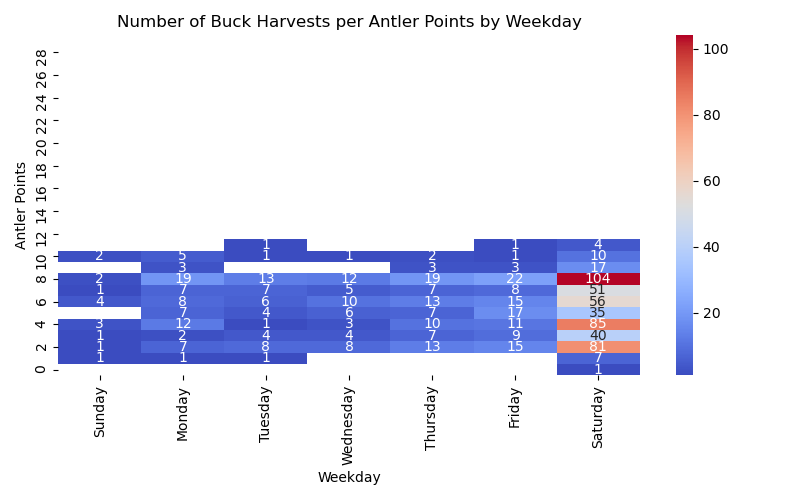 Number of Buck Harvests per Antler Points by Weekday
Antler Points
28
26
24
22
20
18
16
14
12
10
8
6
4
2
0
1 1 4
2 5 1 1 2 1 10
3 3 3 17
2 19 13 12 19 22 104
1 7 7 5 7 8 51
4 8 6 10 13 15 56
7 4 6 7 17 35
3 12 1 3 10 11 85
1 2 4 4 7 9 40
1 7 8 8 13 15 81
1 1 1 7
1
Sunday
Monday
Tuesday
Wednesday
Thursday
Friday
Saturday
Weekday
100
80
60
40
20